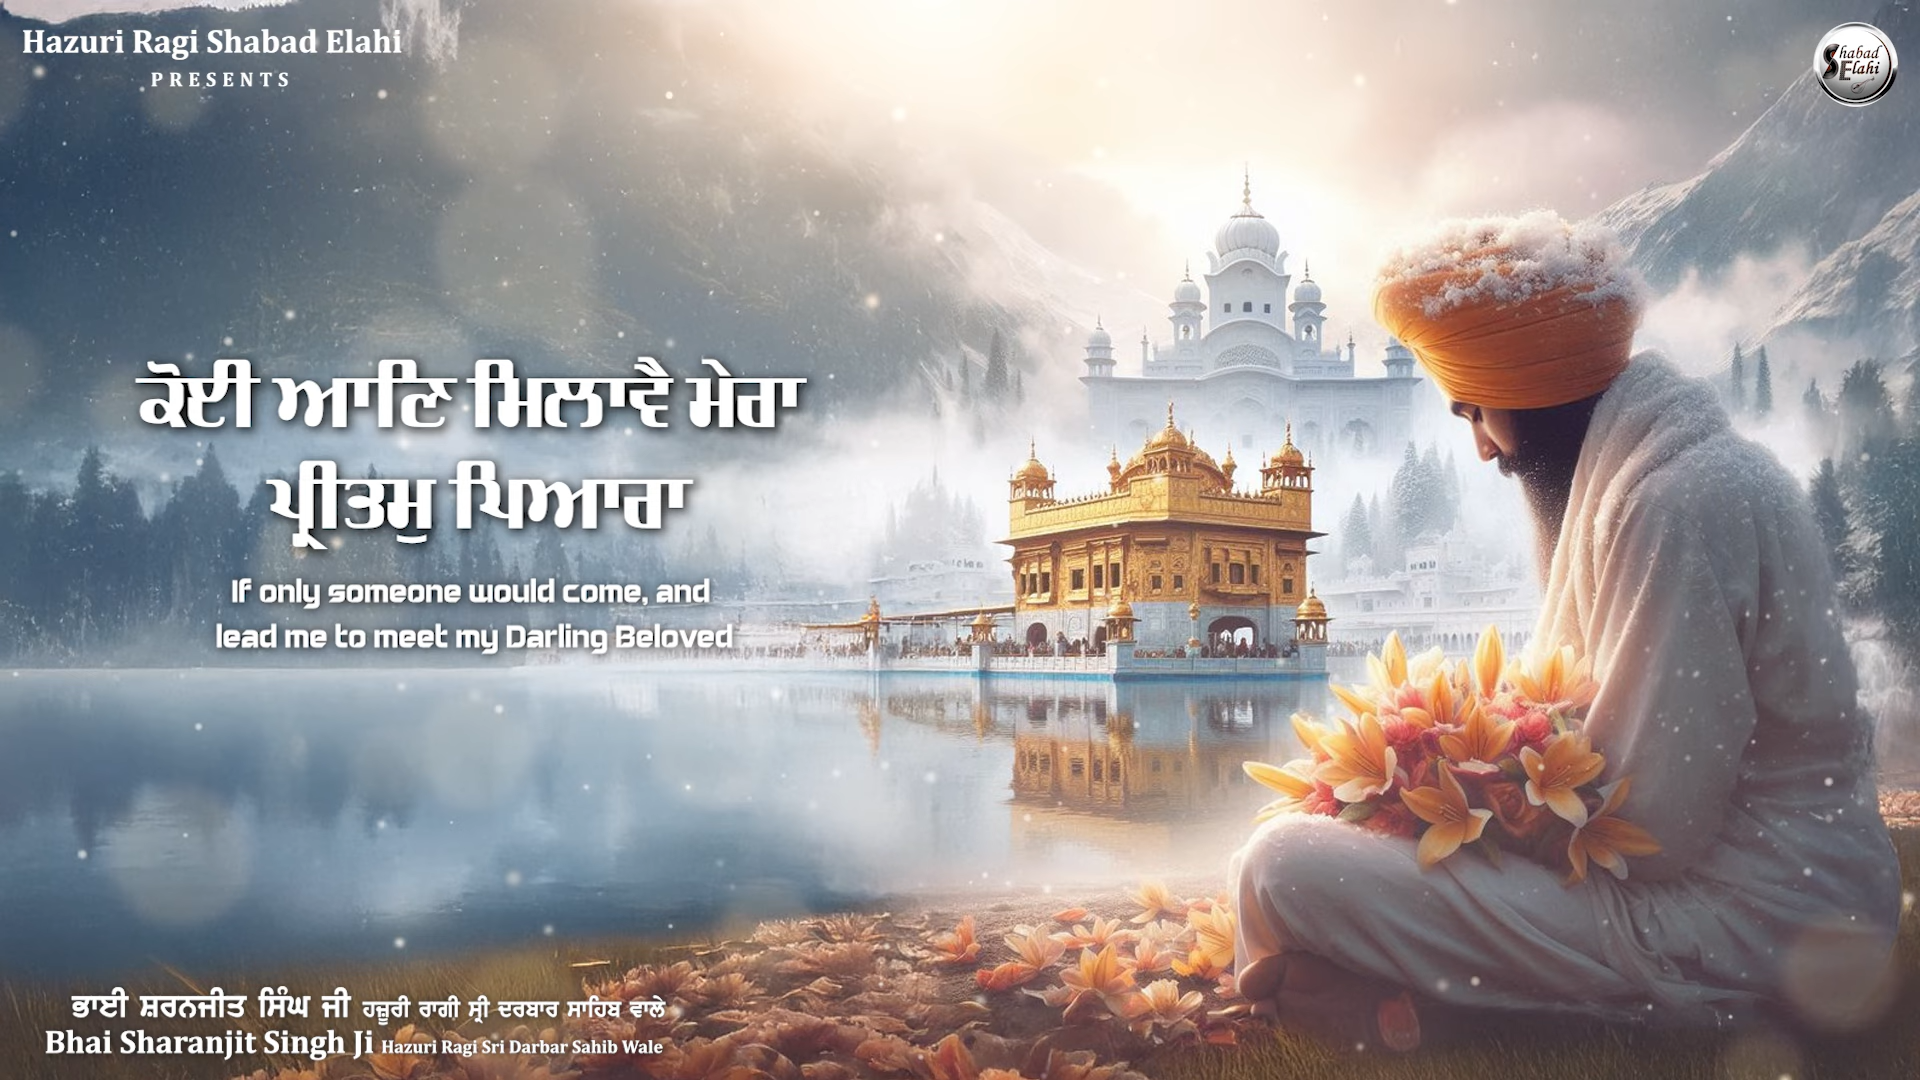 Hazuri Ragi Shabad Elahi
PRESENTS
Shabad
Elahi
ਕੋਈ ਆਣਿ ਮਿਲਾਵੈ ਮੇਰਾ
ਪ੍ਰੀਤਮੁ ਪਿਆਰਾ
If only someone would come, and
lead me to meet my Darling Beloved
ਭਾਈ ਸ਼ਰਨਜੀਤ ਸਿੰਘ ਜੀ ਹਜ਼ੂਰੀ ਰਾਗੀ ਸ੍ਰੀ ਦਰਬਾਰ ਸਾਹਿਬ ਵਾਲੇ
Bhai Sharanjit Singh Ji Hazuri Ragi Sri Darbar Sahib Wale